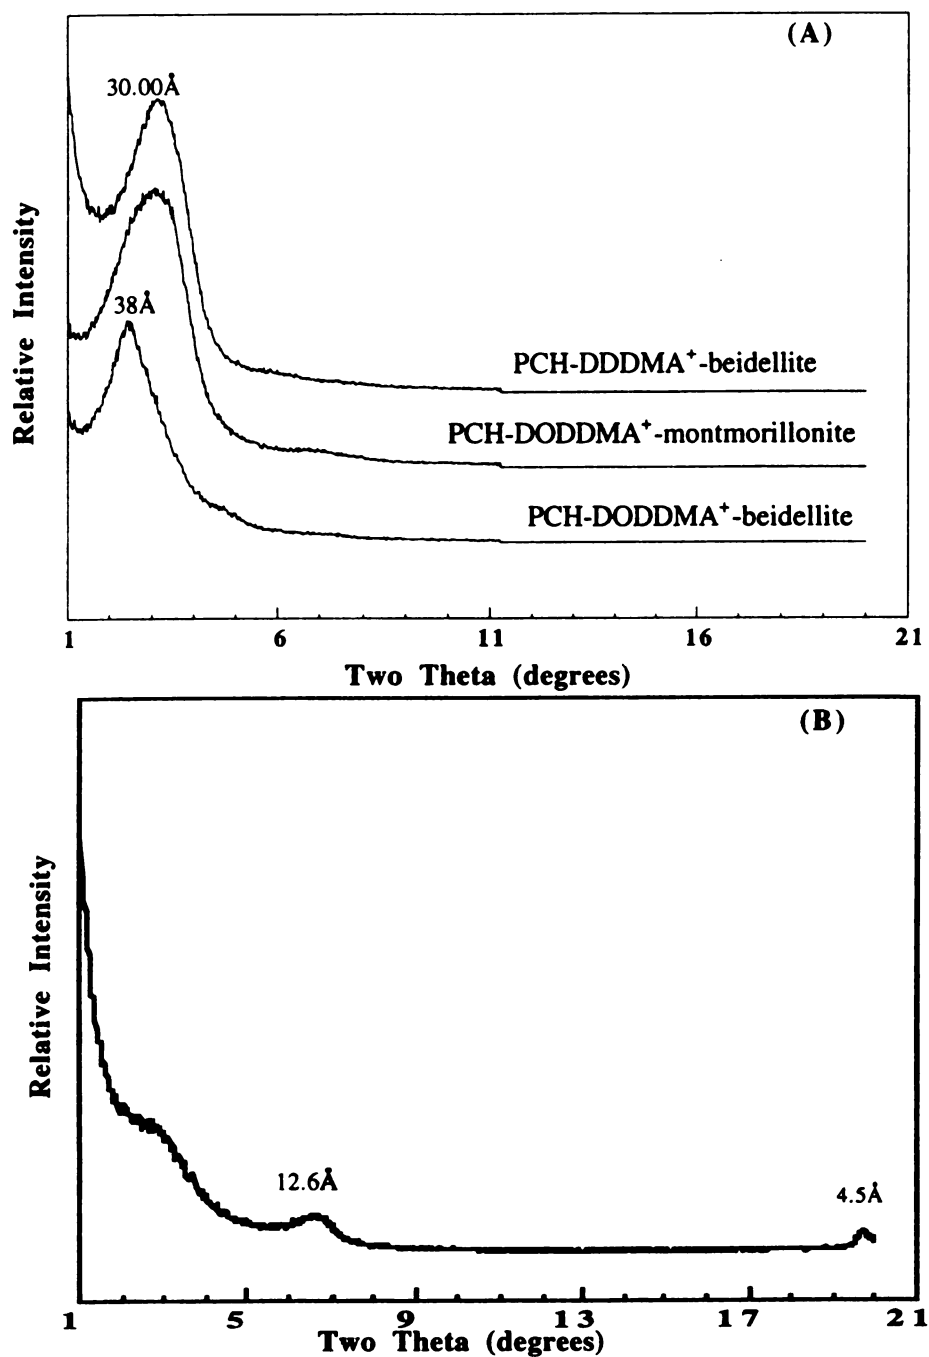 (A)
30.00Å
38Å
Relative Intensity
PCH-DDDMA⁺-beidellite
PCH-DODDMA⁺-montmorillonite
PCH-DODDMA⁺-beidellite
1 6 11 16 21
Two Theta (degrees)
(B)
Relative Intensity
12.6Å
4.5Å
1 5 9 13 17 21
Two Theta (degrees)